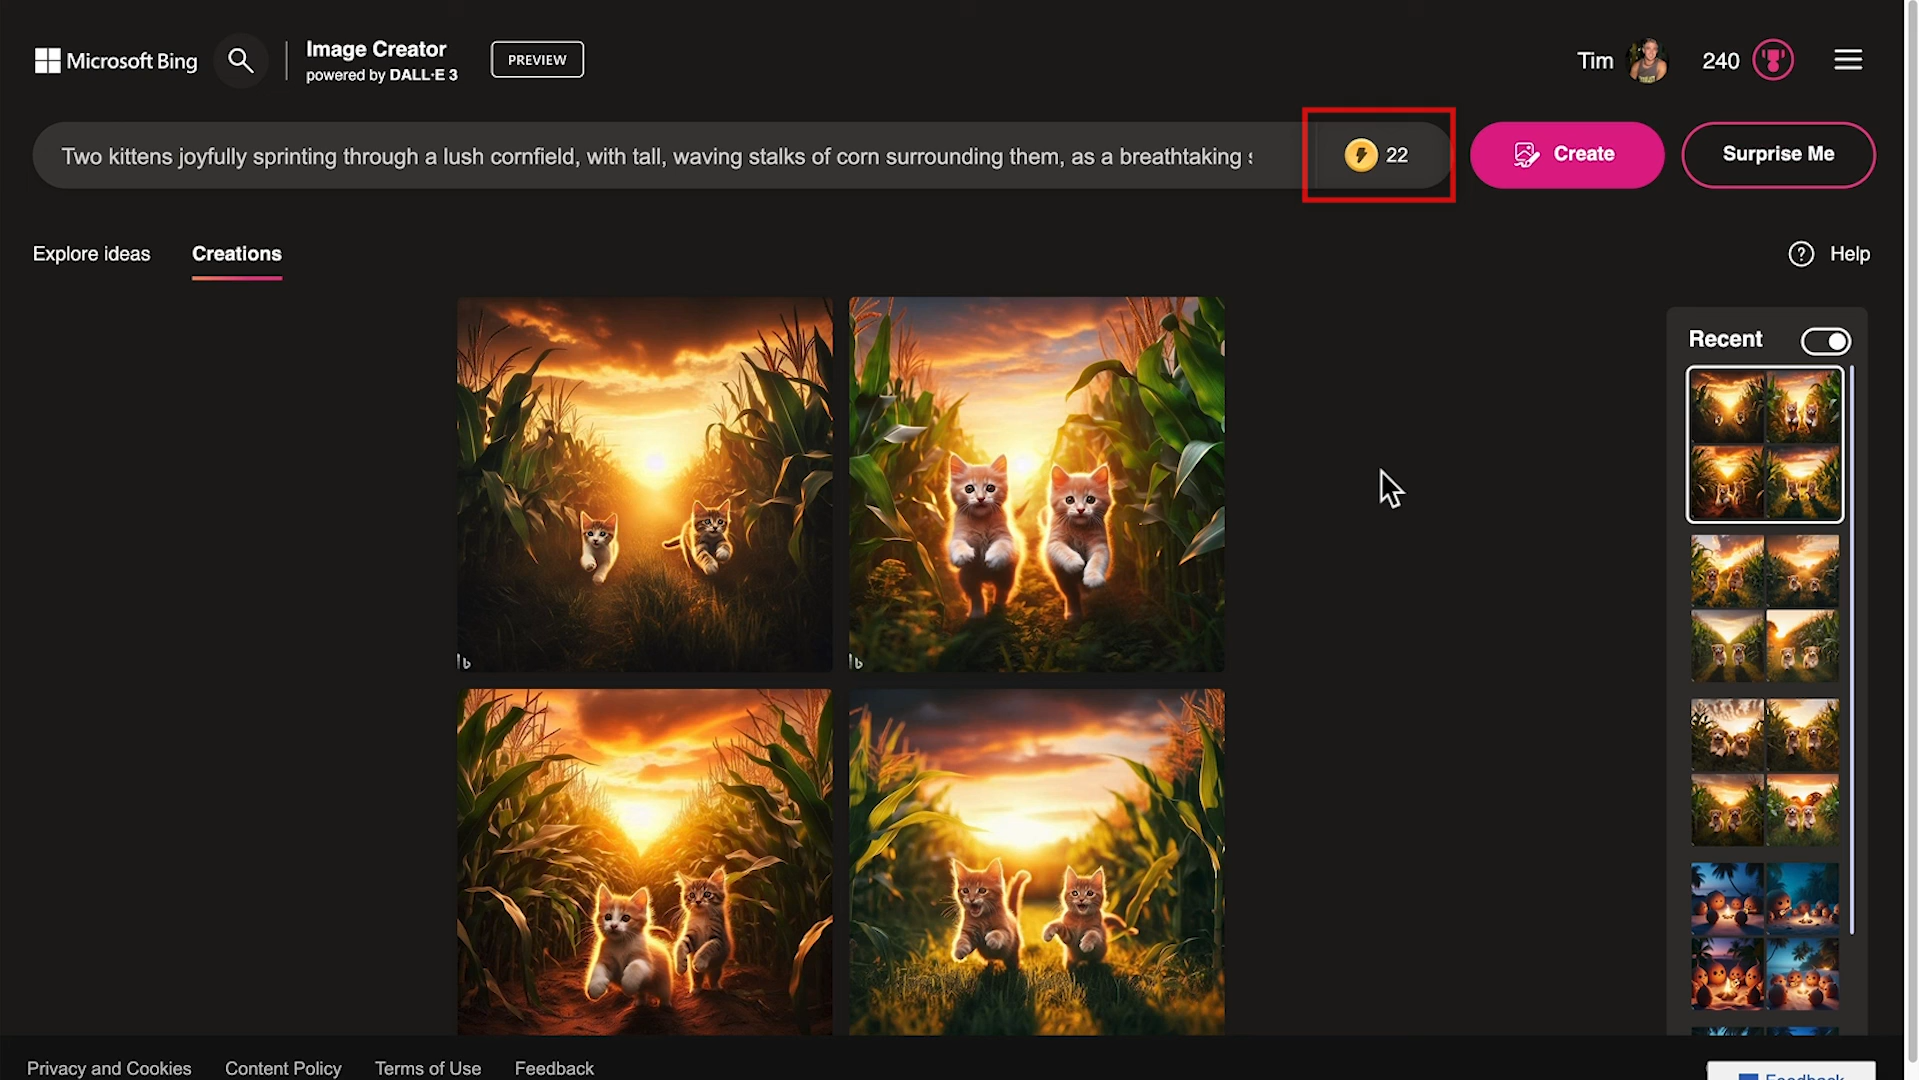 Microsoft Bing
Image Creator
powered by DALL·E 3
PREVIEW
Tim
240
Two kittens joyfully sprinting through a lush cornfield, with tall, waving stalks of corn surrounding them, as a breathtaking
22
Create
Surprise Me
Explore ideas
Creations
Help
Recent
Privacy and Cookies
Content Policy
Terms of Use
Feedback
Feedback